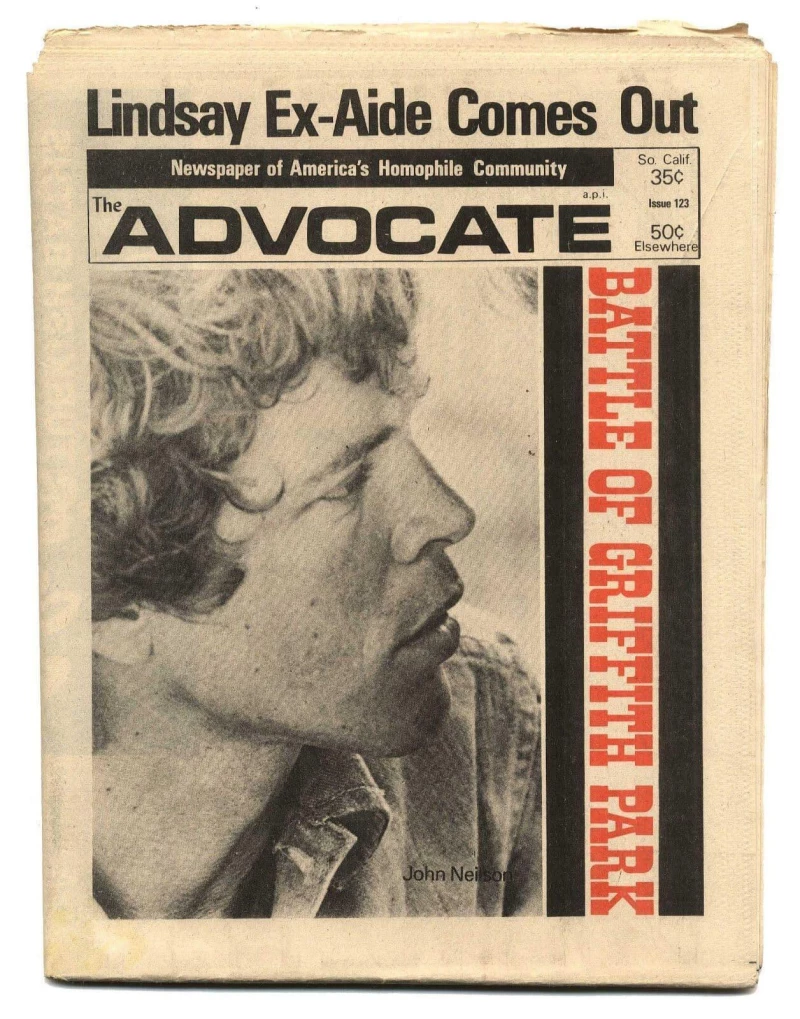 Lindsay Ex-Aide Comes Out
Newspaper of America's Homophile Community
So. Calif.
35¢
Issue 123
50¢
Elsewhere
a.p.i.
The
ADVOCATE
BATTLE OF GRIFFITH PARK
John Neilson